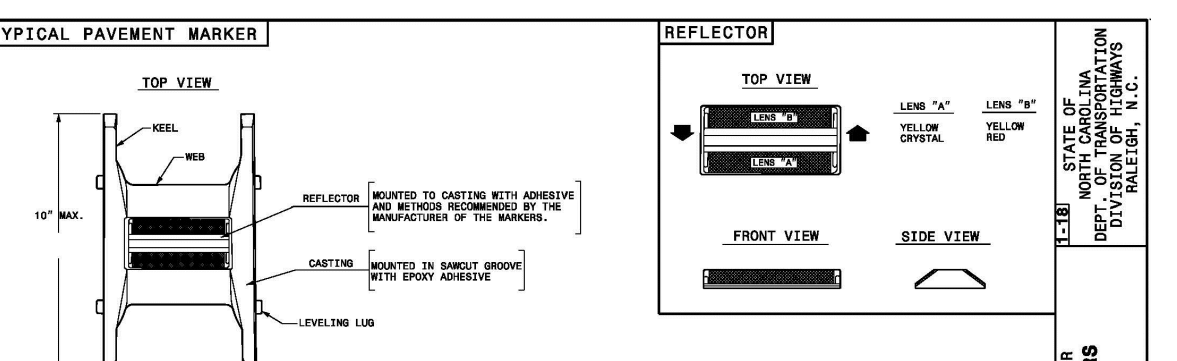 YPICAL PAVEMENT MARKER
TOP VIEW
KEEL
WEB
10" MAX.
REFLECTOR
MOUNTED TO CASTING WITH ADHESIVE
AND METHODS RECOMMENDED BY THE
MANUFACTURER OF THE MARKERS.
CASTING
MOUNTED IN SAWCUT GROOVE
WITH EPOXY ADHESIVE
LEVELING LUG
REFLECTOR
TOP VIEW
LENS "B"
LENS "A"
LENS "A"
YELLOW
CRYSTAL
LENS "B"
YELLOW
RED
FRONT VIEW
SIDE VIEW
1-18
STATE OF
NORTH CAROLINA
DEPT. OF TRANSPORTATION
DIVISION OF HIGHWAYS
RALEIGH, N.C.
R
RS